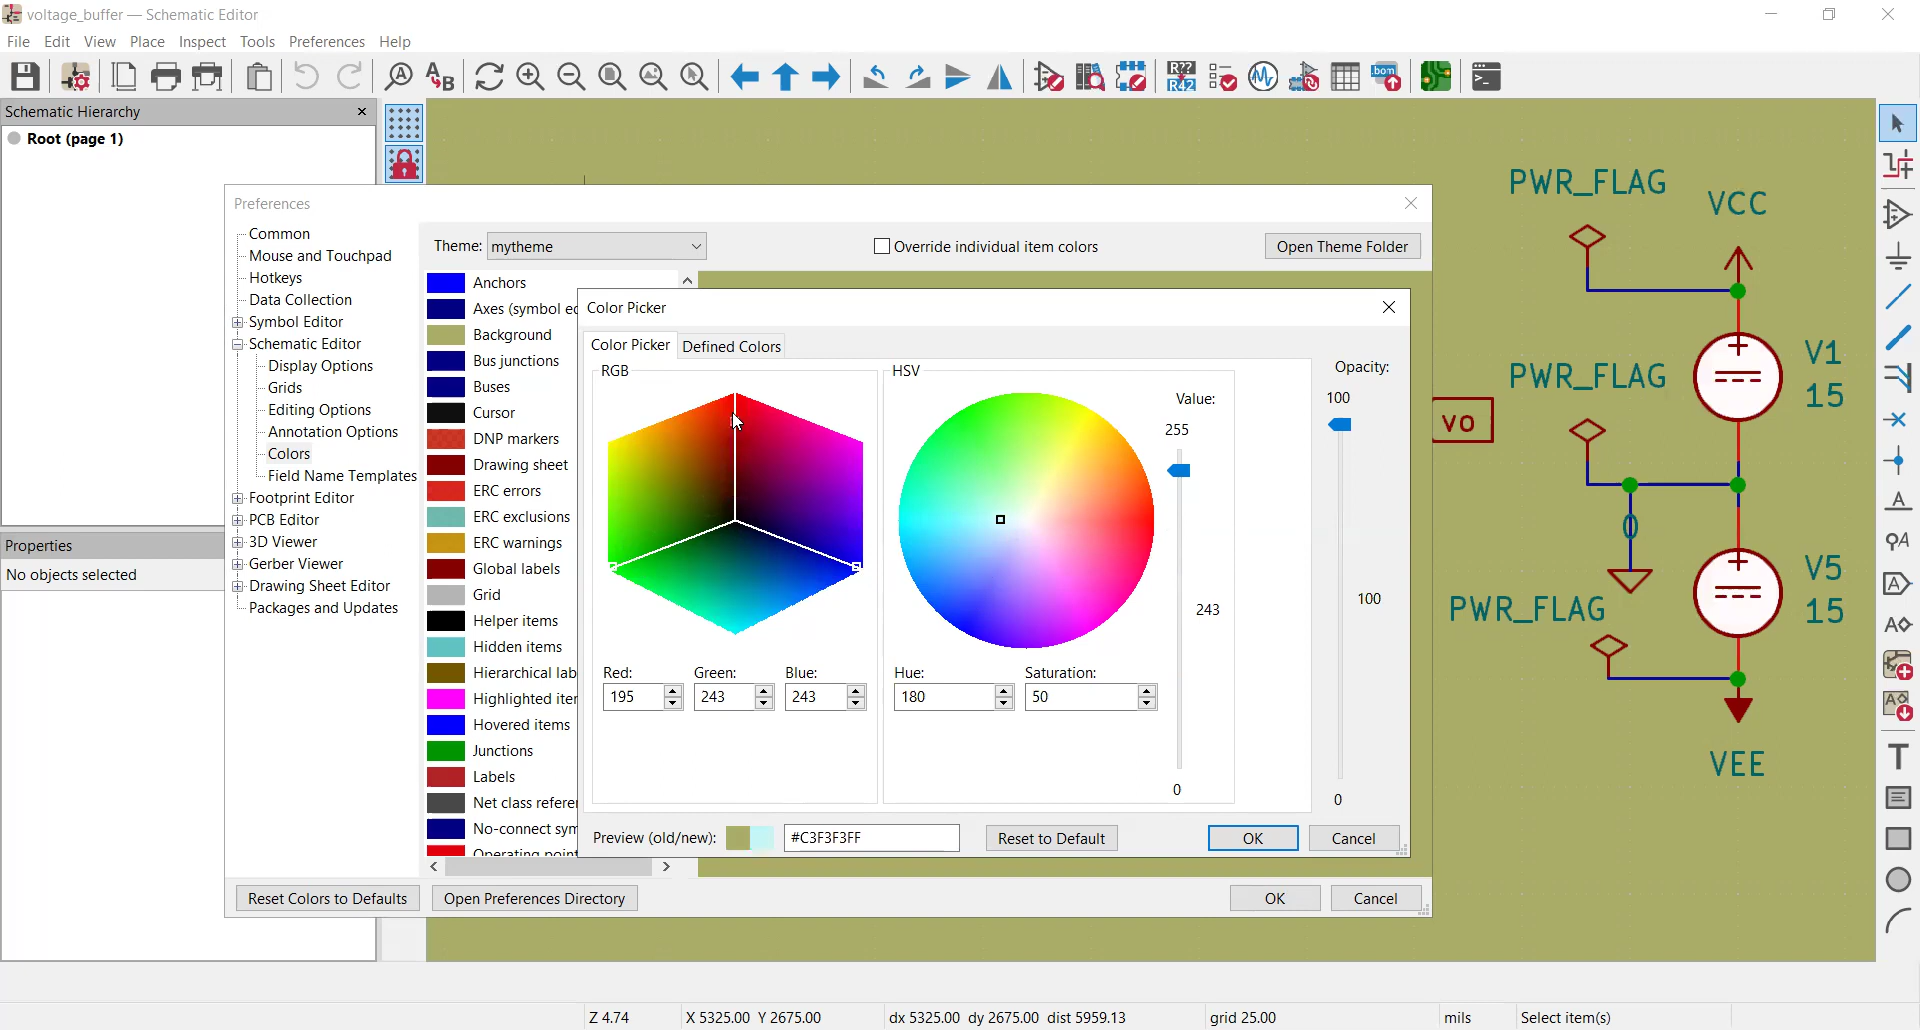 voltage_buffer — Schematic Editor
File Edit View Place Inspect Tools Preferences Help
Schematic Hierarchy
Root (page 1)
Properties
No objects selected
Preferences
Common
Mouse and Touchpad
Hotkeys
Data Collection
Symbol Editor
Schematic Editor
Display Options
Grids
Editing Options
Annotation Options
Colors
Field Name Templates
Footprint Editor
PCB Editor
3D Viewer
Gerber Viewer
Drawing Sheet Editor
Packages and Updates
Theme: mytheme
Override individual item colors
Open Theme Folder
Anchors
Axes (symbol ed
Background
Bus junctions
Buses
Cursor
DNP markers
Drawing sheet
ERC errors
ERC exclusions
ERC warnings
Global labels
Grid
Helper items
Hidden items
Hierarchical lab
Highlighted iter
Hovered items
Junctions
Labels
Net class referen
No-connect sym
Operating point
Color Picker
Color Picker Defined Colors
RGB
HSV
Value:
255
243
0
Opacity:
100
100
0
Red: Green: Blue:
195 243 243
Hue: Saturation:
180 50
Preview (old/new): #C3F3F3FF
Reset to Default
OK Cancel
Reset Colors to Defaults Open Preferences Directory
OK Cancel
PWR_FLAG
VCC
PWR_FLAG
V1
15
VO
0
PWR_FLAG
V5
15
VEE
R??
R42
bom
Z 4.74 X 5325.00 Y 2675.00 dx 5325.00 dy 2675.00 dist 5959.13 grid 25.00 mils Select item(s)